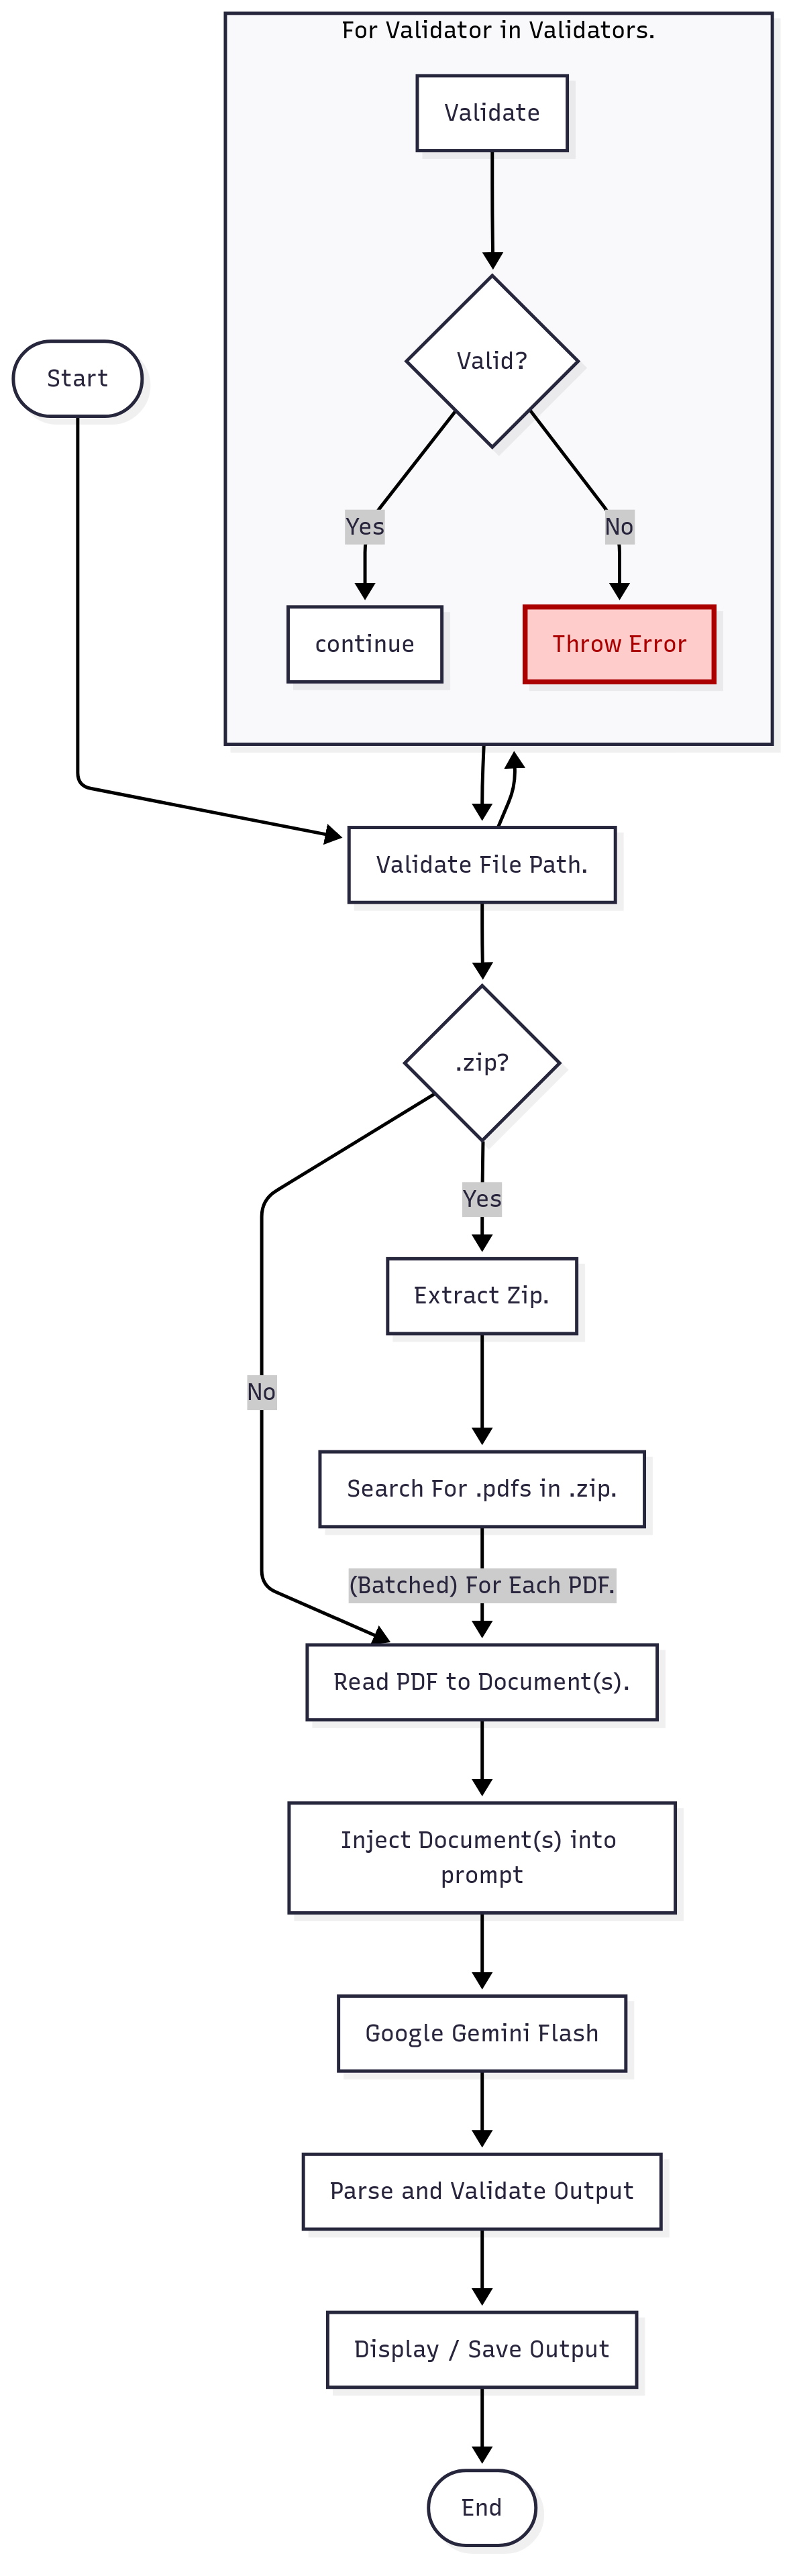 For Validator in Validators.
Validate
Valid?
Start
Yes
No
continue
Throw Error
Validate File Path.
.zip?
Yes
Extract Zip.
No
Search For .pdfs in .zip.
(Batched) For Each PDF.
Read PDF to Document(s).
Inject Document(s) into
prompt
Google Gemini Flash
Parse and Validate Output
Display / Save Output
End